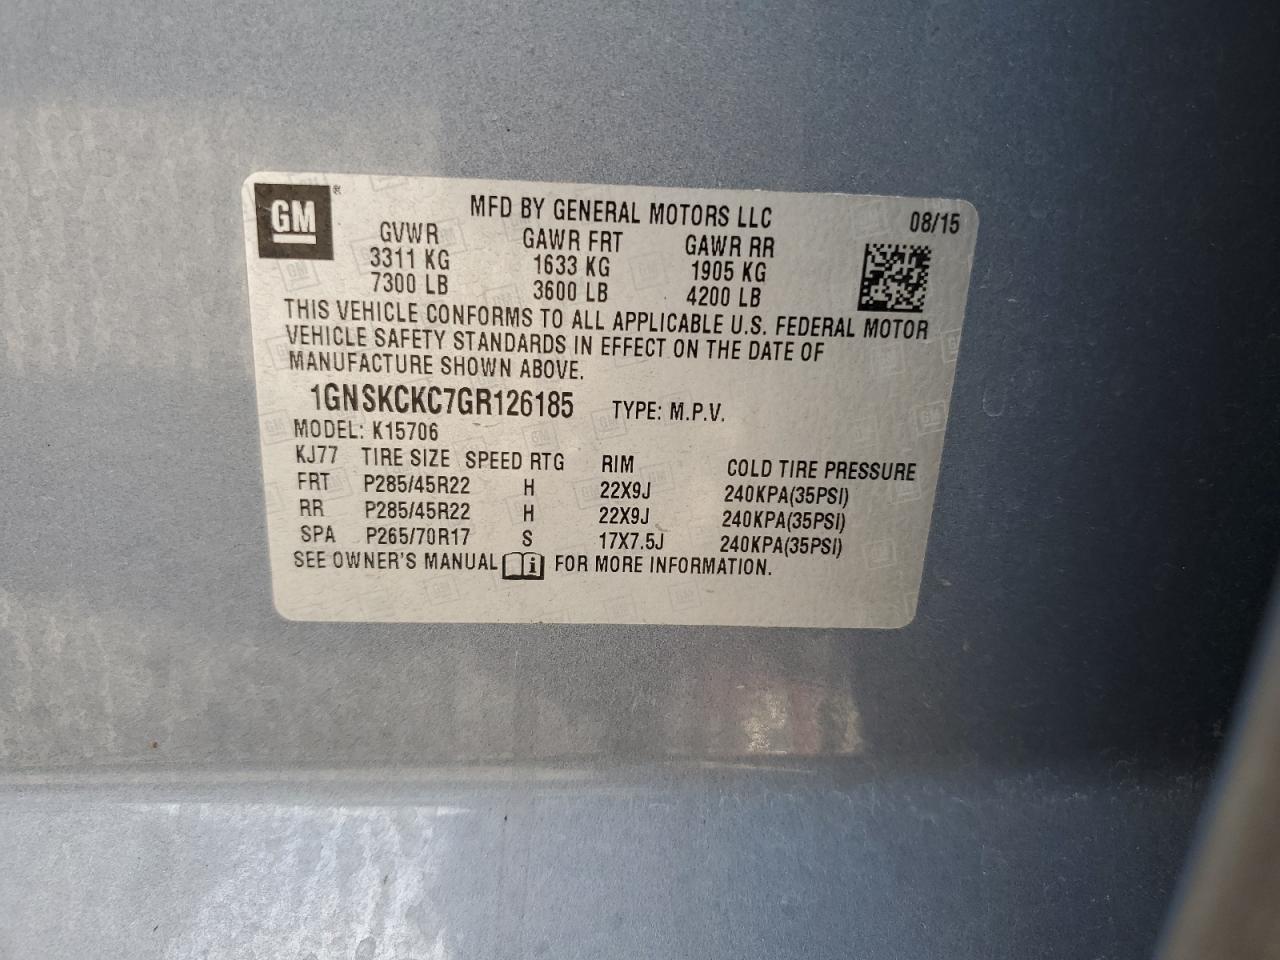 GM ®
MFD BY GENERAL MOTORS LLC 08/15
GVWR GAWR FRT GAWR RR
3311 KG 1633 KG 1905 KG
7300 LB 3600 LB 4200 LB
THIS VEHICLE CONFORMS TO ALL APPLICABLE U.S. FEDERAL MOTOR
VEHICLE SAFETY STANDARDS IN EFFECT ON THE DATE OF
MANUFACTURE SHOWN ABOVE.
1GNSKCKC7GR126185 TYPE: M.P.V.
MODEL: K15706
KJ77 TIRE SIZE SPEED RTG RIM COLD TIRE PRESSURE
FRT P285/45R22 H 22X9J 240KPA(35PSI)
RR P285/45R22 H 22X9J 240KPA(35PSI)
SPA P265/70R17 S 17X7.5J 240KPA(35PSI)
SEE OWNER'S MANUAL FOR MORE INFORMATION.